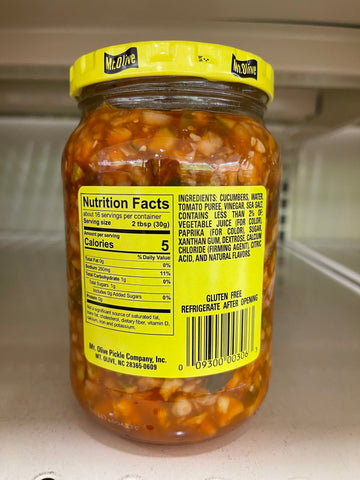 Mt. Olive
Mt. Olive
Nutrition Facts
about 16 servings per container
Serving size 2 tbsp (30g)
Amount per serving
Calories 5
% Daily Value
Total Fat 0g 0%
Sodium 260mg 11%
Total Carbohydrate 1g 0%
Total Sugars 1g
Includes 0g Added Sugars 0%
Protein 0g 0%
Not a significant source of saturated fat,
trans fat, cholesterol, dietary fiber, vitamin D,
calcium, iron and potassium.
Mt. Olive Pickle Company, Inc.
MT. OLIVE, NC 28365-0609
INGREDIENTS: CUCUMBERS, WATER,
TOMATO PUREE, VINEGAR, SEA SALT,
CONTAINS LESS THAN 2% OF:
VEGETABLE JUICE (FOR COLOR),
PAPRIKA (FOR COLOR), SUGAR,
XANTHAN GUM, DEXTROSE, CALCIUM
CHLORIDE (FIRMING AGENT), CITRIC
ACID, AND NATURAL FLAVORS.
GLUTEN FREE
REFRIGERATE AFTER OPENING
0 09300 00306